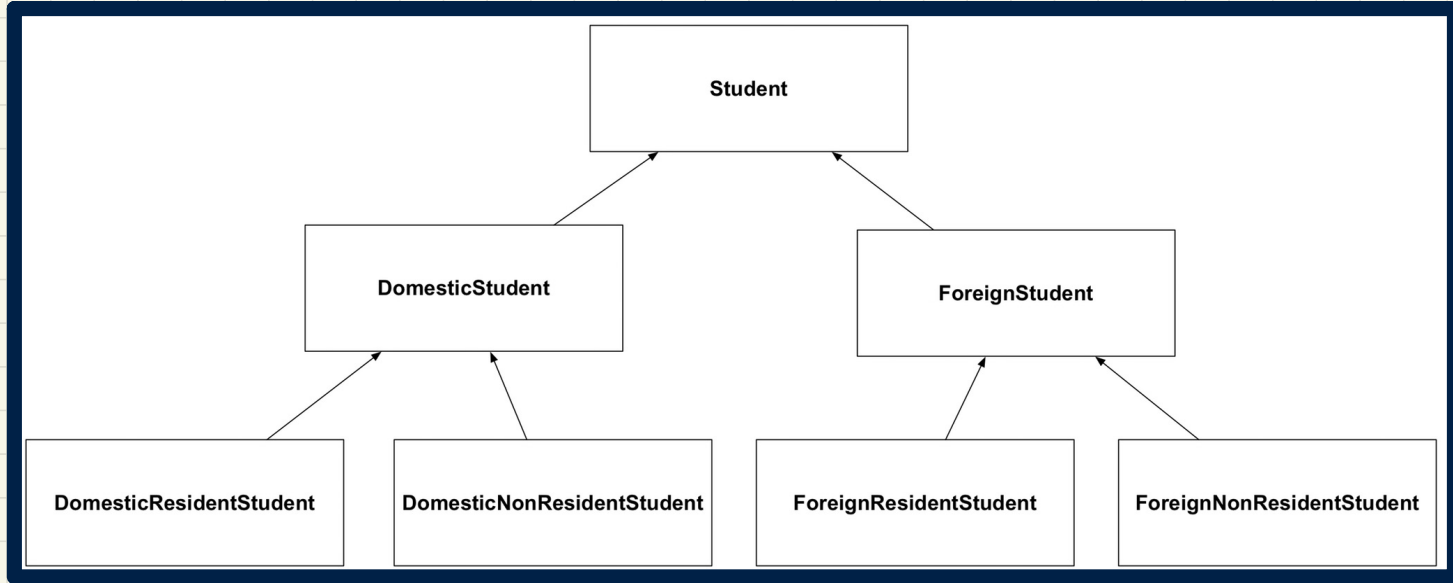 Student
DomesticStudent
ForeignStudent
DomesticResidentStudent
DomesticNonResidentStudent
ForeignResidentStudent
ForeignNonResidentStudent